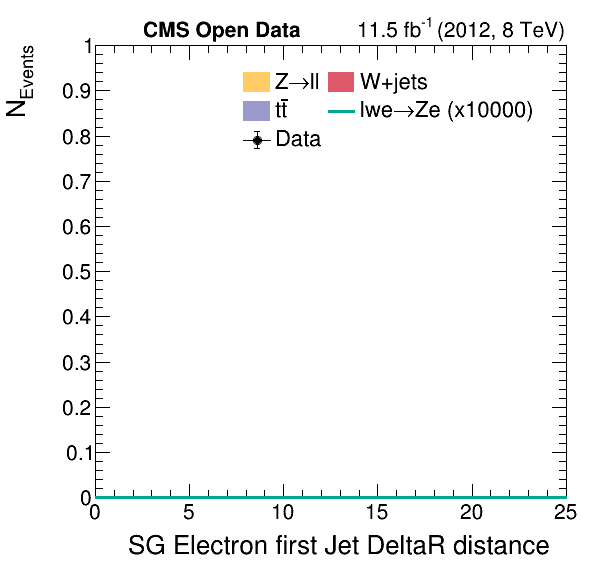 CMS Open Data 11.5 fb⁻¹ (2012, 8 TeV)
N_Events
Z→ll W+jets
tt̄ lwe→Ze (x10000)
Data
1
0.9
0.8
0.7
0.6
0.5
0.4
0.3
0.2
0.1
0
0 5 10 15 20 25
SG Electron first Jet DeltaR distance